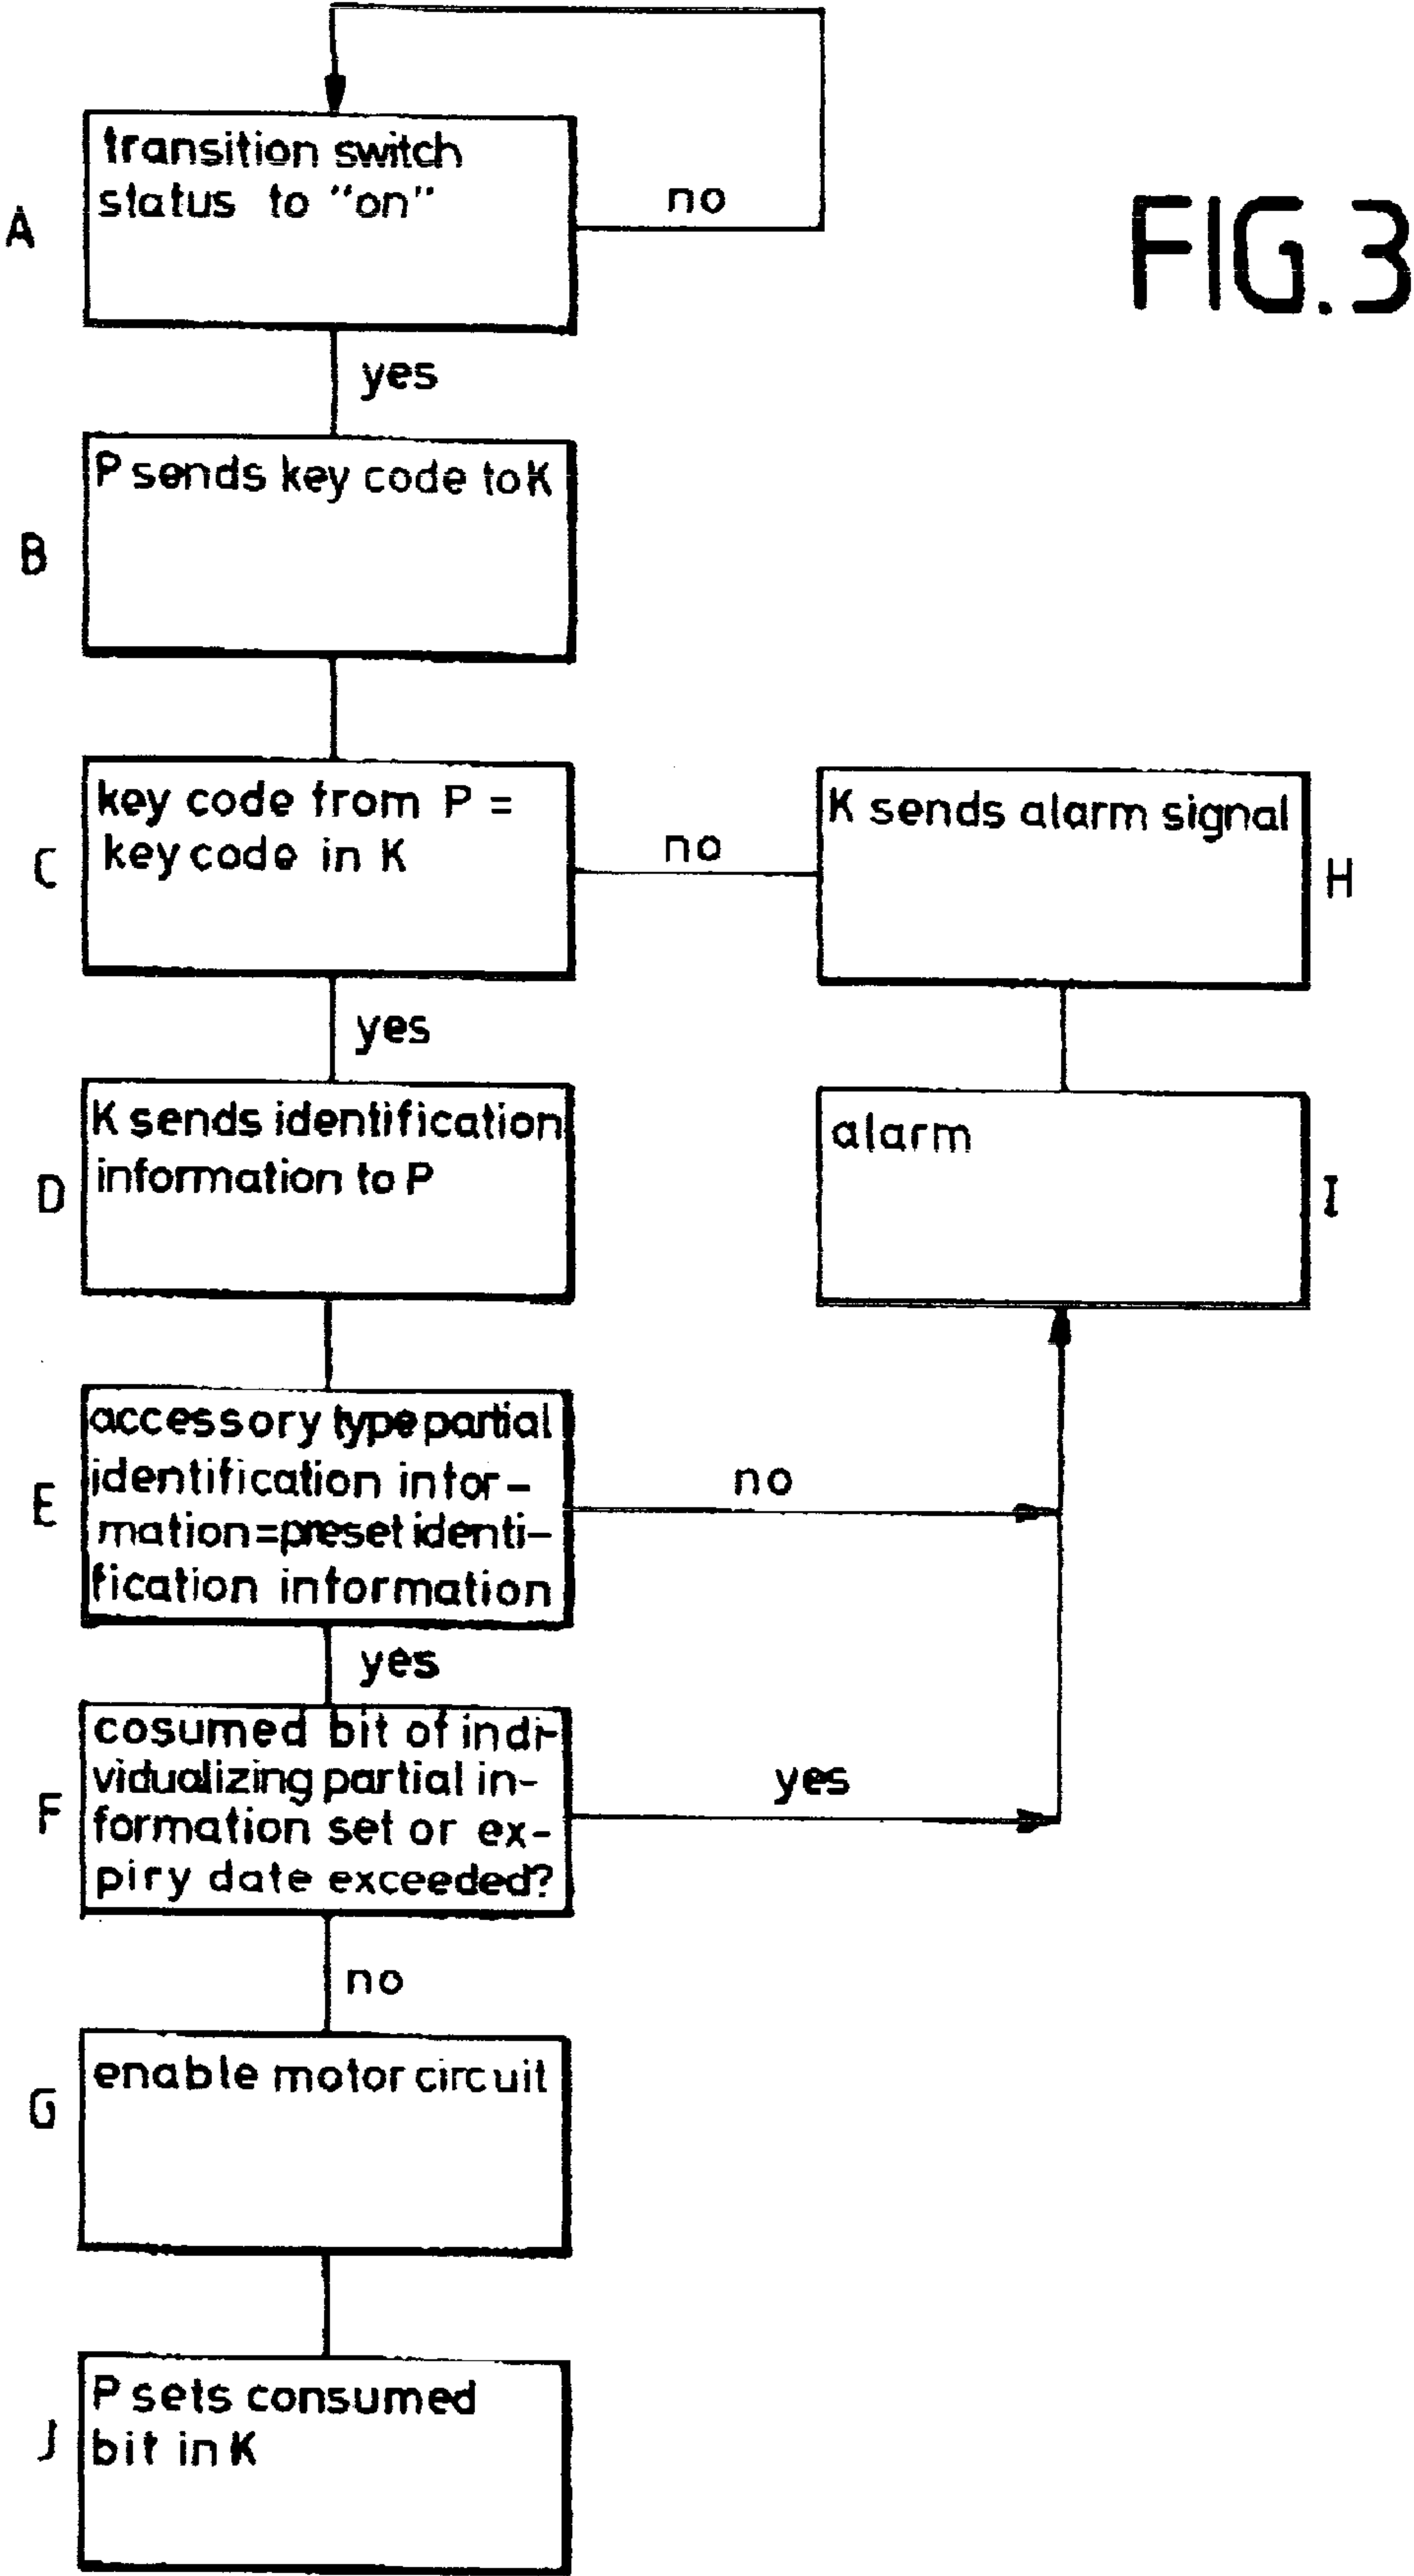 transition switch
status to "on"
A
no
FIG.3
yes
P sends key code to K
B
key code from P =
key code in K
C
no
K sends alarm signal
H
yes
K sends identification
information to P
D
alarm
I
accessory type partial
identification infor-
mation=preset identi-
fication information
E
no
yes
cosumed bit of indi-
vidualizing partial in-
formation set or ex-
piry date exceeded?
F
yes
no
enable motor circuit
G
P sets consumed
bit in K
J